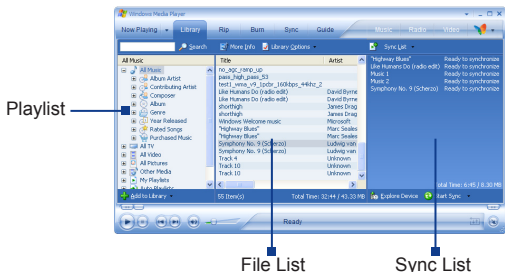 Windows Media Player
Now Playing Library Rip Burn Sync Guide Music Radio Video
Search More Info Library Options Sync List
All Music Title Artist
All Music
Album Artist
Contributing Artist
Composer
Album
Genre
Year Released
Rated Songs
Purchased Music
All TV
All Video
All Pictures
Other Media
My Playlists
Auto Playlists
no_agc_ramp_up
pass_high_pass_53
test1_wma_v9_1pcbr_160kbps_44khz_2
Like Humans Do (radio edit) David Byrne
Like Humans Do (radio edit) David Byrne
shorthigh James Drag
shorthigh James Drag
Windows Welcome music Microsoft
"Highway Blues" Marc Seales
"Highway Blues" Marc Seales
Symphony No. 9 (Scherzo) Ludwig van
Symphony No. 9 (Scherzo) Ludwig van
Track 4 Unknown
Track 10 Unknown
Track 10 Unknown
"Highway Blues" Ready to synchronize
Like Humans Do (radio edit) Ready to synchronize
Music 1 Ready to synchronize
Music 2 Ready to synchronize
Symphony No. 9 (Scherzo) Ready to synchronize
Total Time: 6:45 / 8.30 MB
Add to Library 55 Item(s) Total Time: 32:44 / 43.33 MB Explore Device Start Sync
Ready
Playlist
File List
Sync List